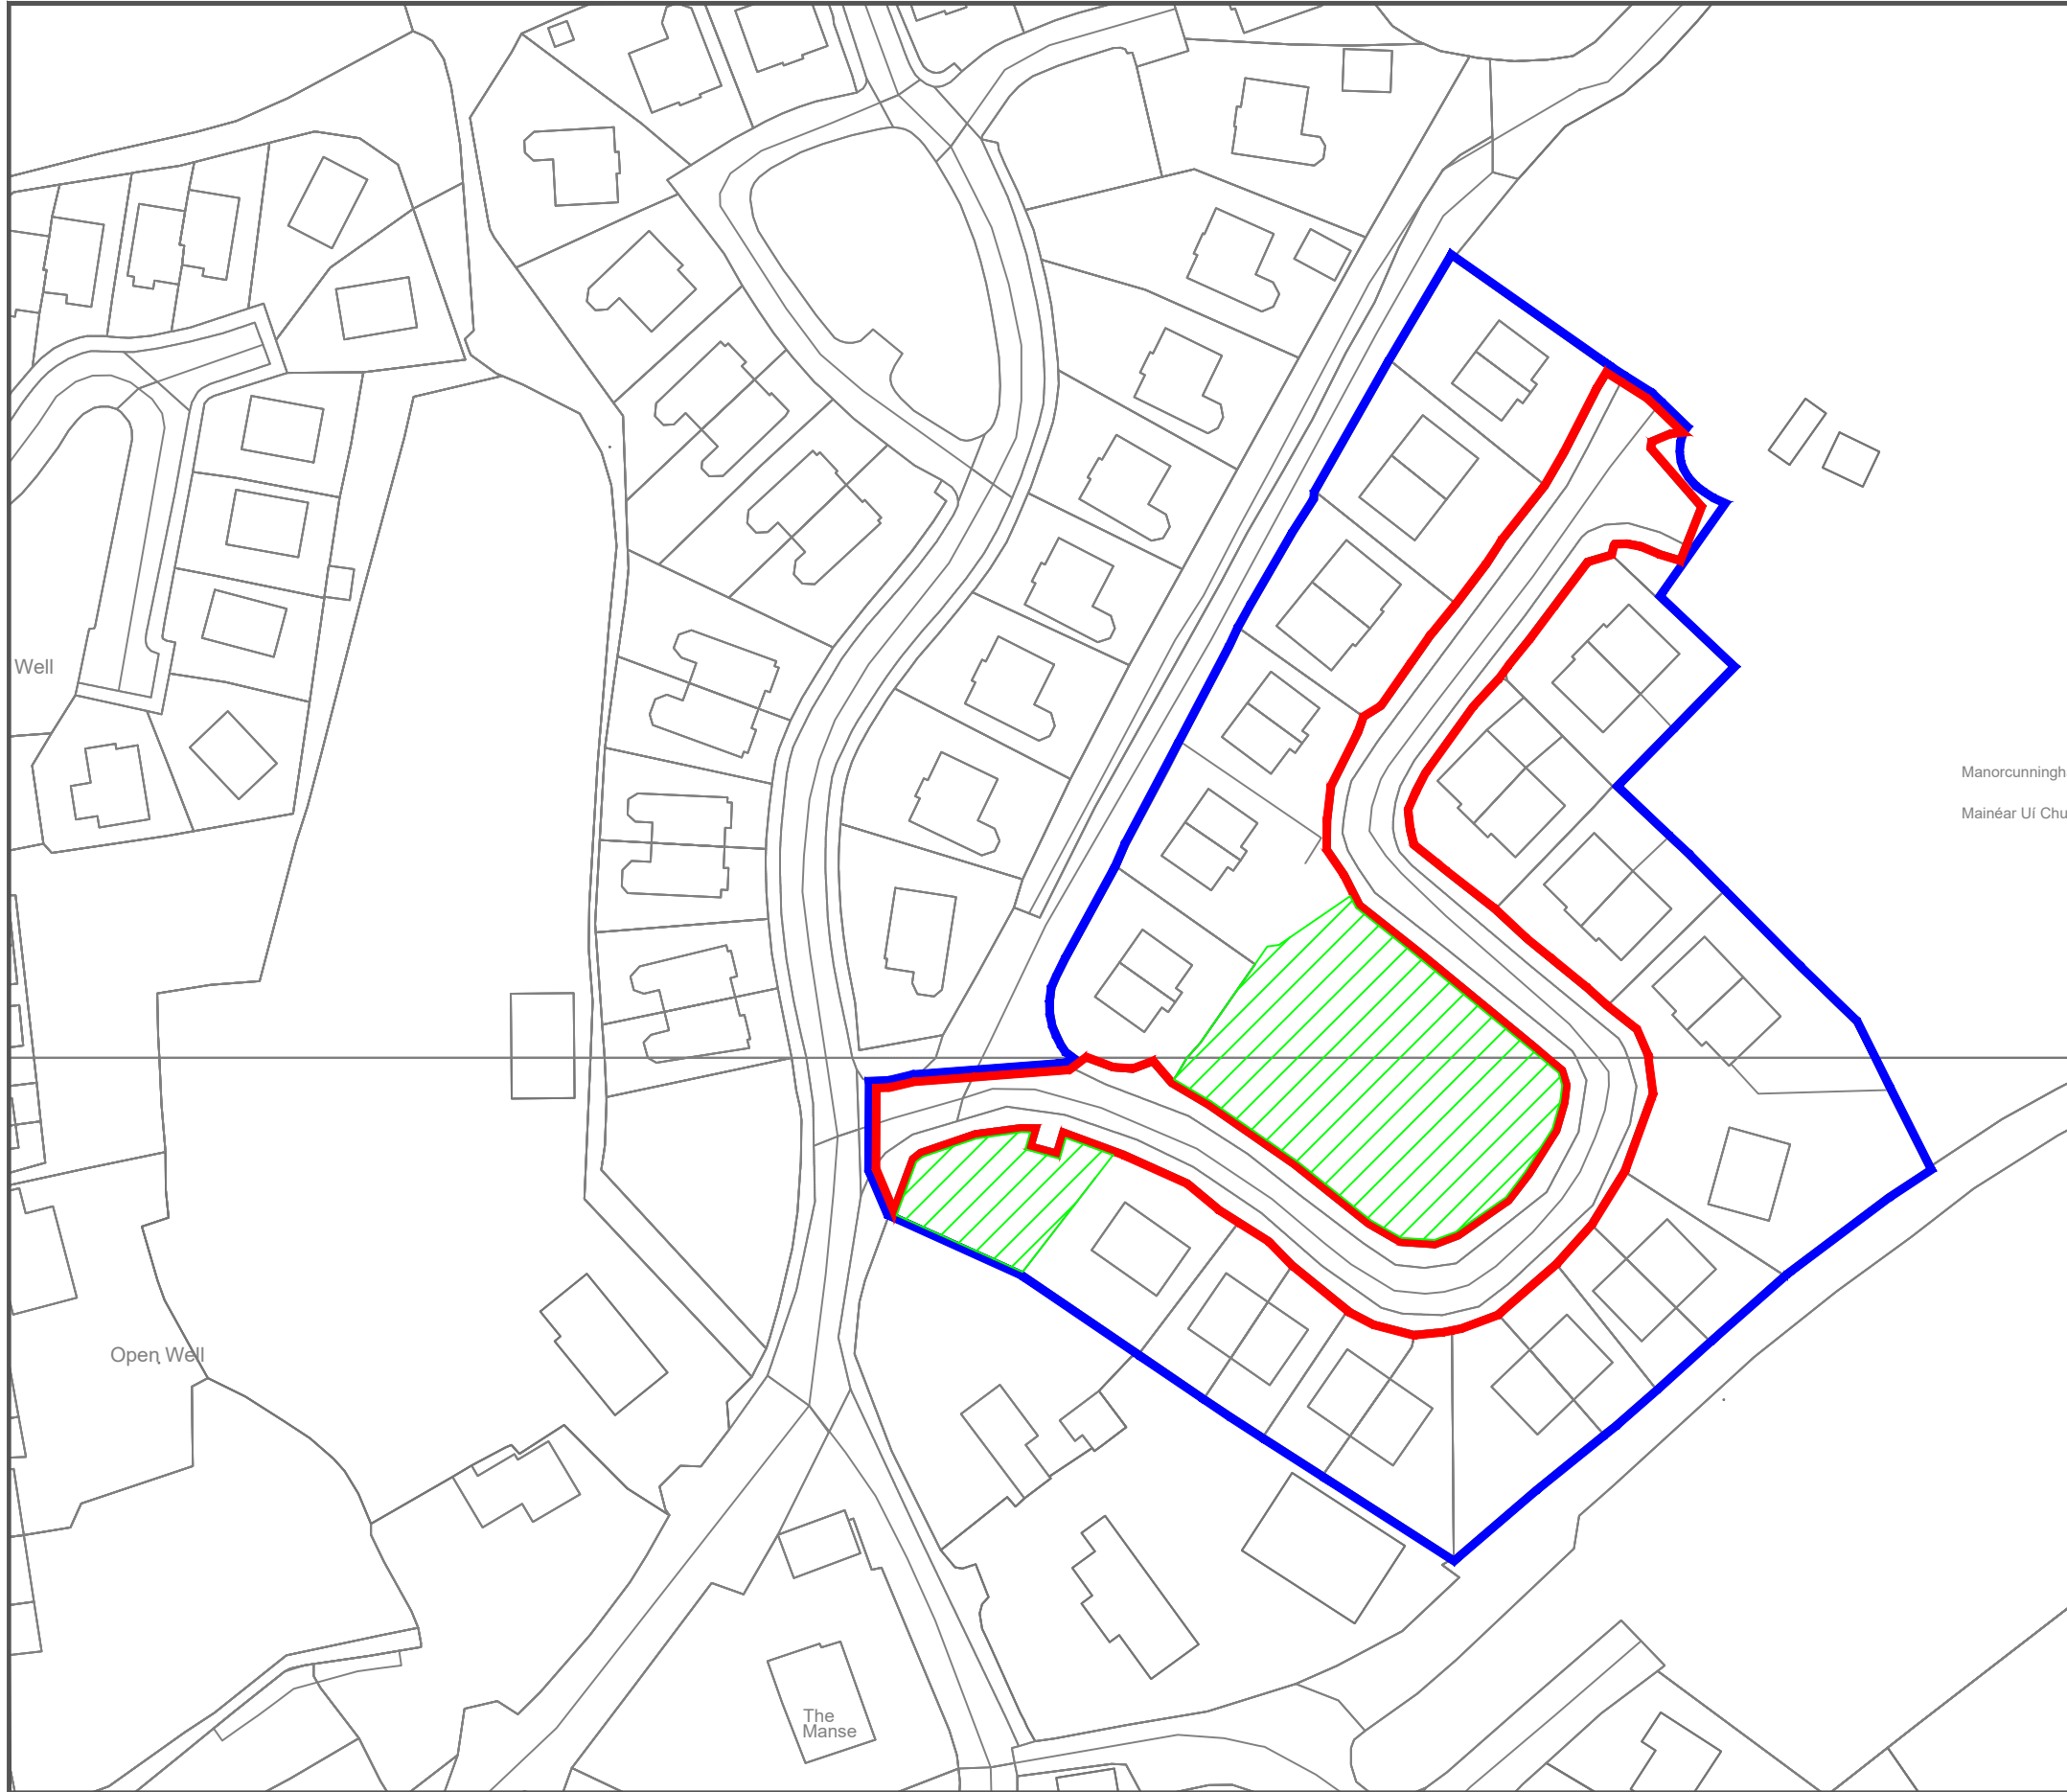 Well
Manorcunningh
Mainéar Uí Chu
Open Well
The
Manse